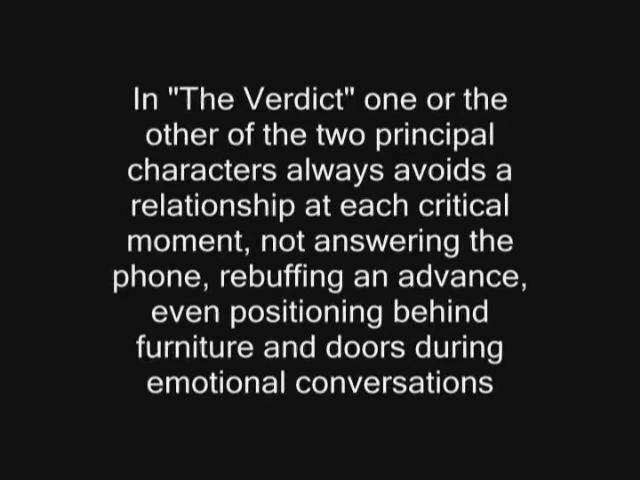 In "The Verdict" one or the
other of the two principal
characters always avoids a
relationship at each critical
moment, not answering the
phone, rebuffing an advance,
even positioning behind
furniture and doors during
emotional conversations